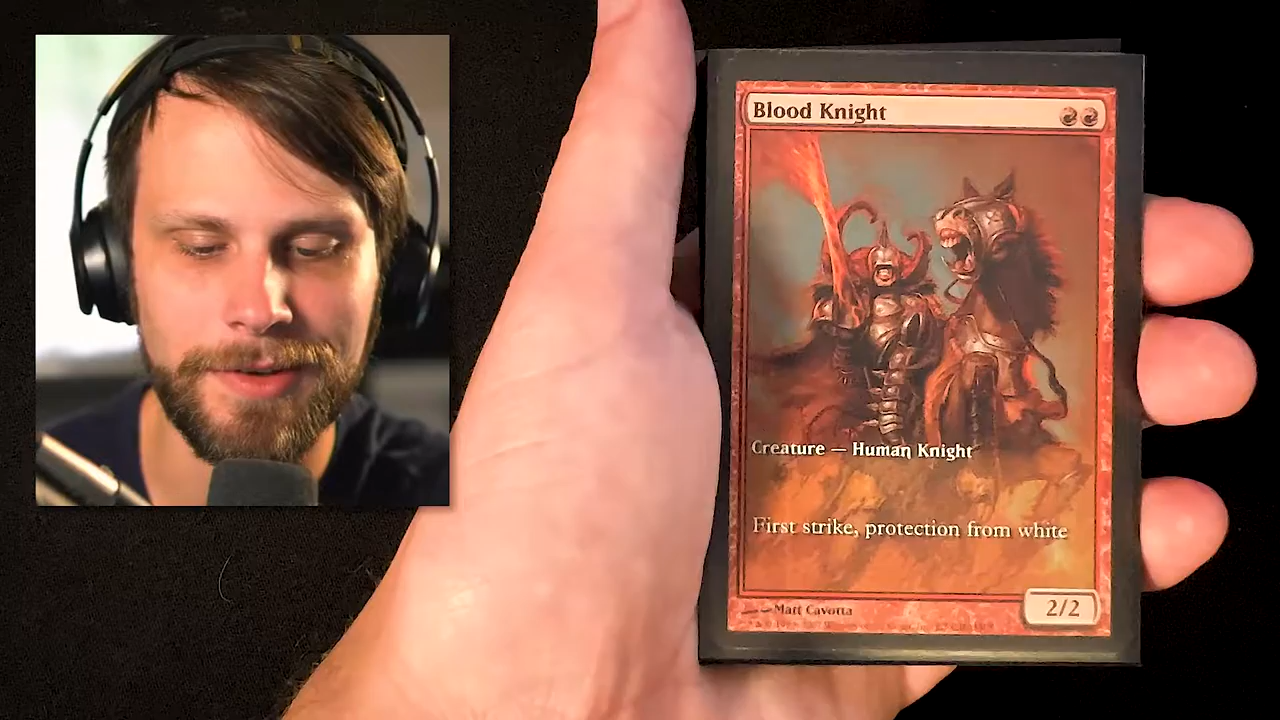 Blood Knight
Creature — Human Knight
First strike, protection from white
Matt Cavotta
2/2